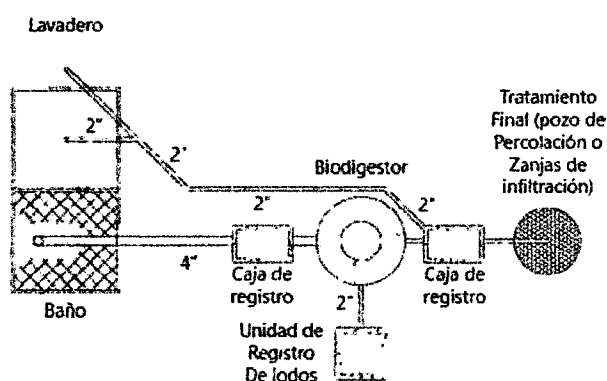 Lavadero
Tratamiento
Final (pozo de
Percolación o
Zanjas de
infiltración)
2"
2"
Biodigestor
2"
2"
4"
Caja de
registro
Caja de
registro
Baño
2"
Unidad de
Registro
De lodos